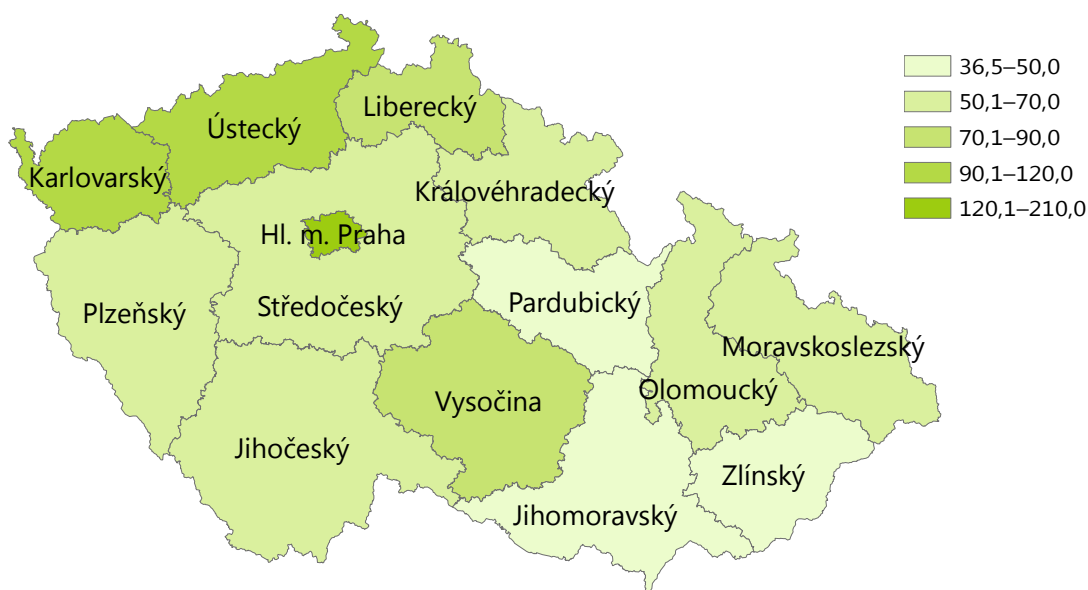 36,5–50,0
50,1–70,0
70,1–90,0
90,1–120,0
120,1–210,0
Liberecký
Ústecký
Karlovarský
Královéhradecký
Hl. m. Praha
Pardubický
Středočeský
Plzeňský
Moravskoslezský
Olomoucký
Vysočina
Jihočeský
Zlínský
Jihomoravský